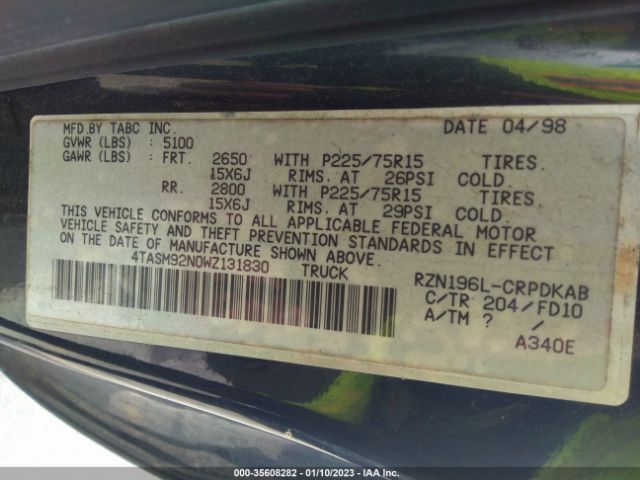 MFD.BY TABC INC. DATE 04/98
GVWR (LBS) : 5100
GAWR (LBS) : FRT. 2650 WITH P225/75R15 TIRES.
15X6J RIMS. AT 26PSI COLD.
RR. 2800 WITH P225/75R15 TIRES.
15X6J RIMS. AT 29PSI COLD.
THIS VEHICLE CONFORMS TO ALL APPLICABLE FEDERAL MOTOR
VEHICLE SAFETY AND THEFT PREVENTION STANDARDS IN EFFECT
ON THE DATE OF MANUFACTURE SHOWN ABOVE.
4TASM92N0WZ131830 TRUCK RZN196L-CRPDKAB
C/TR 204/FD10
A/TM ? /
A340E
000-35608282 - 01/10/2023 - IAA Inc.